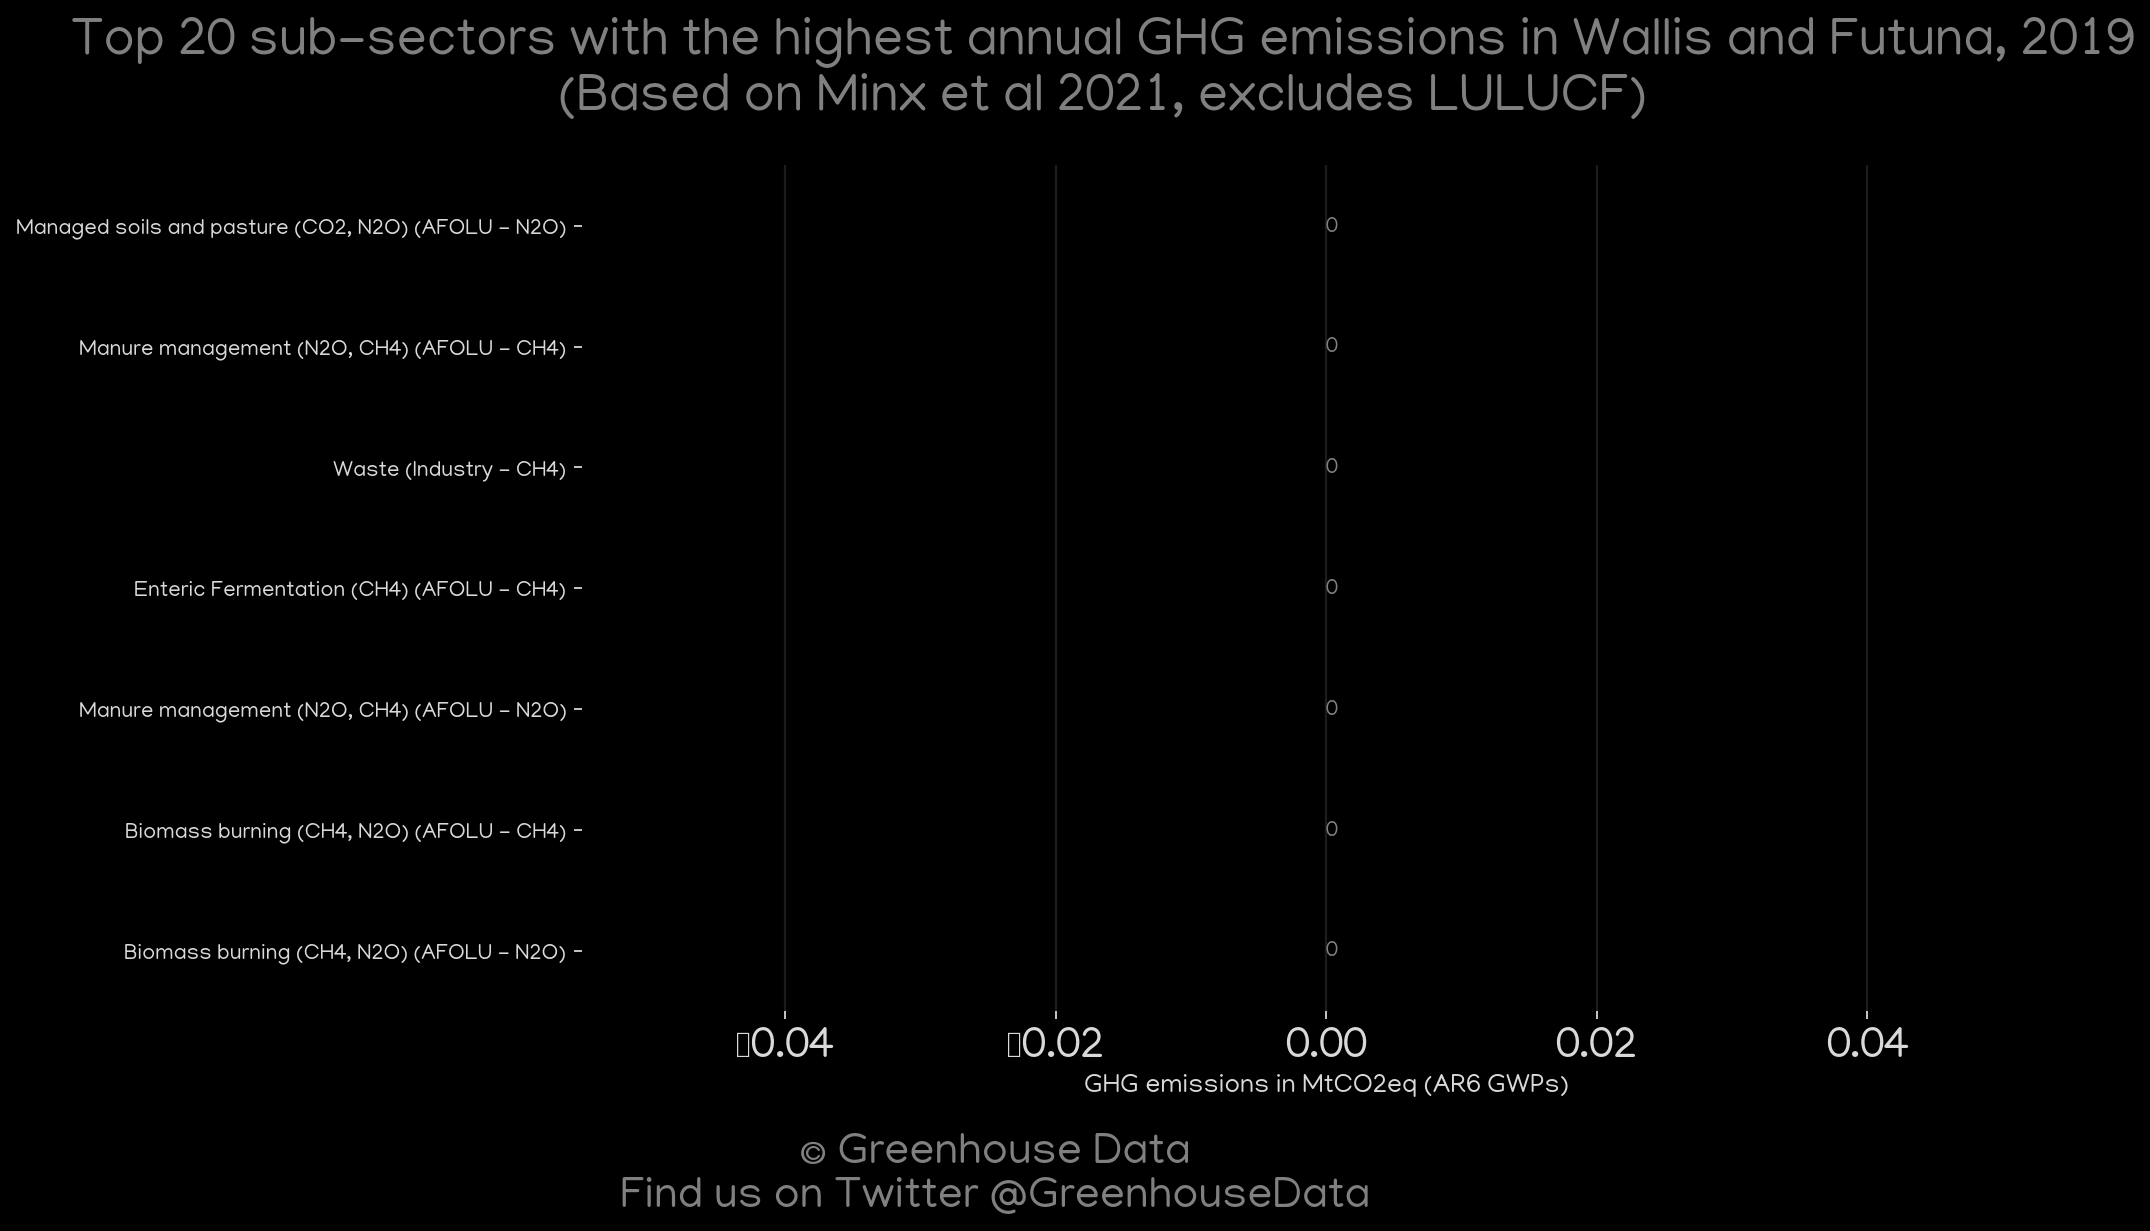 Top 20 sub-sectors with the highest annual GHG emissions in Wallis and Futuna, 2019
(Based on Minx et al 2021, excludes LULUCF)
Managed soils and pasture (CO2, N2O) (AFOLU - N2O)
0
Manure management (N2O, CH4) (AFOLU - CH4)
0
Waste (Industry - CH4)
0
Enteric Fermentation (CH4) (AFOLU - CH4)
0
Manure management (N2O, CH4) (AFOLU - N2O)
0
Biomass burning (CH4, N2O) (AFOLU - CH4)
0
Biomass burning (CH4, N2O) (AFOLU - N2O)
0
▯0.04 ▯0.02 0.00 0.02 0.04
GHG emissions in MtCO2eq (AR6 GWPs)
© Greenhouse Data
Find us on Twitter @GreenhouseData